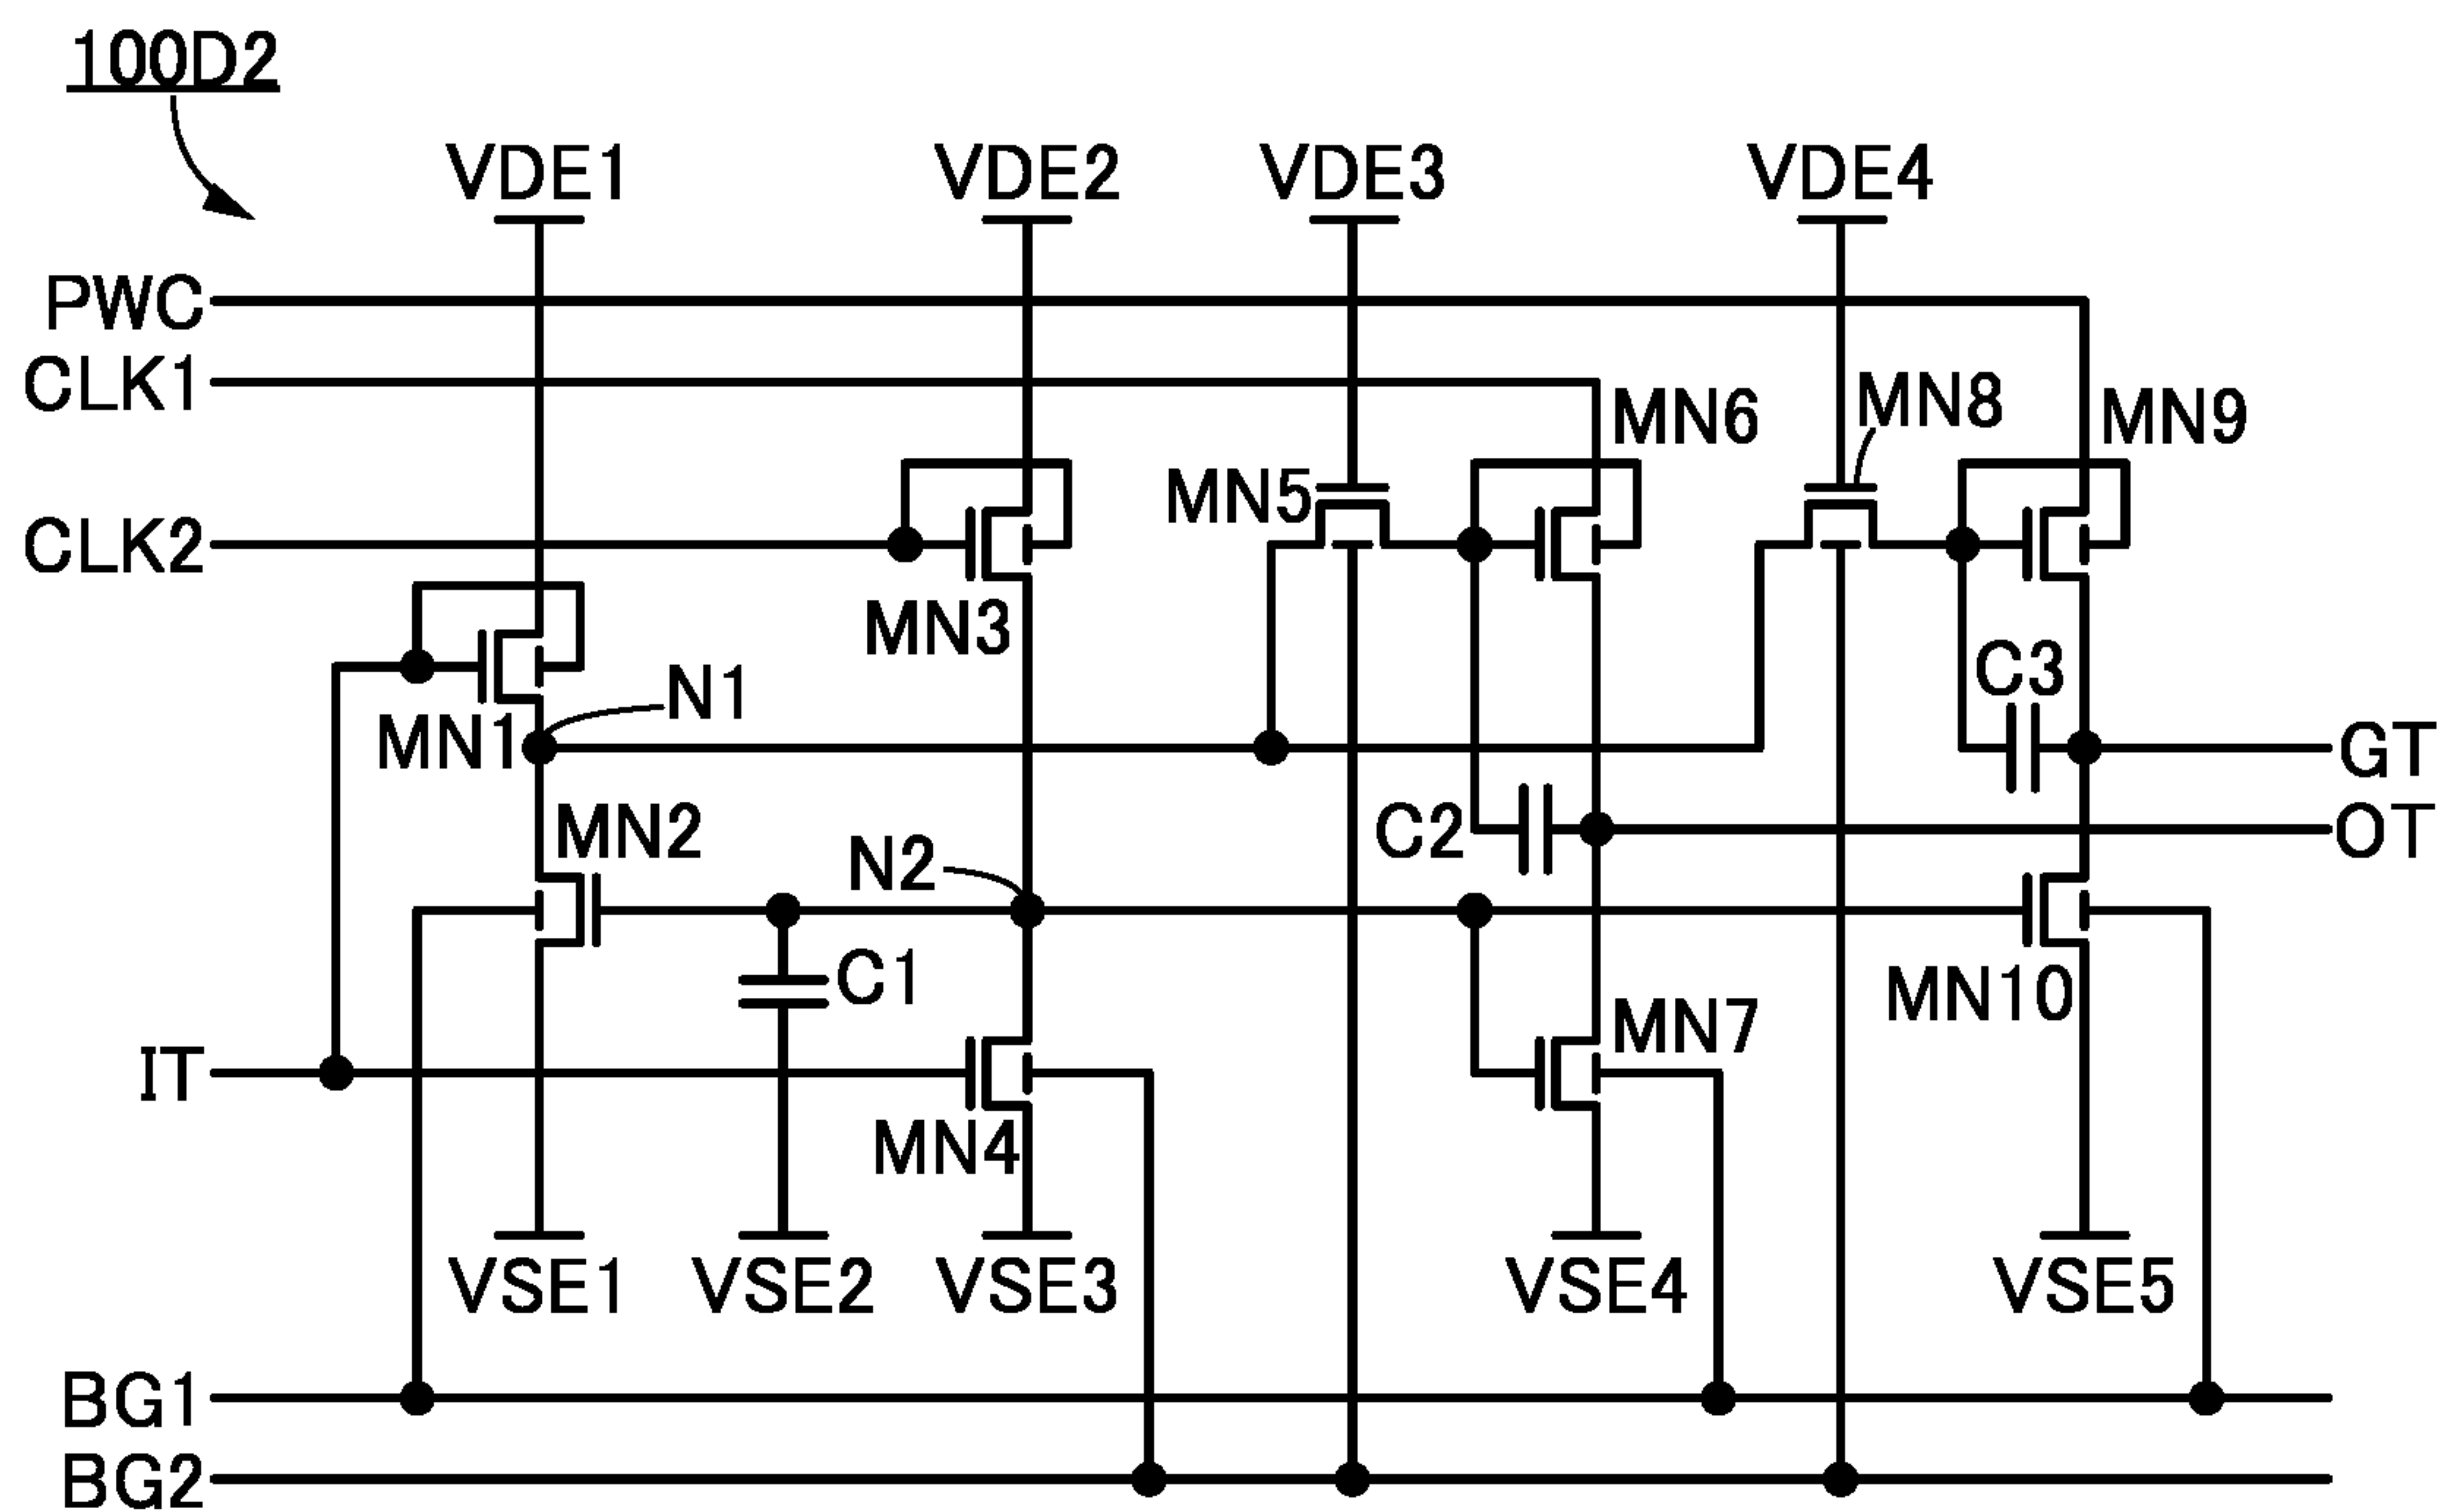 100D2
VDE1 VDE2 VDE3 VDE4
PWC
CLK1
MN6 MN8 MN9
MN5
CLK2
MN3
N1 C3
MN1 GT
MN2 C2 OT
N2
C1 MN10
MN7
IT
MN4
VSE1 VSE2 VSE3 VSE4 VSE5
BG1
BG2